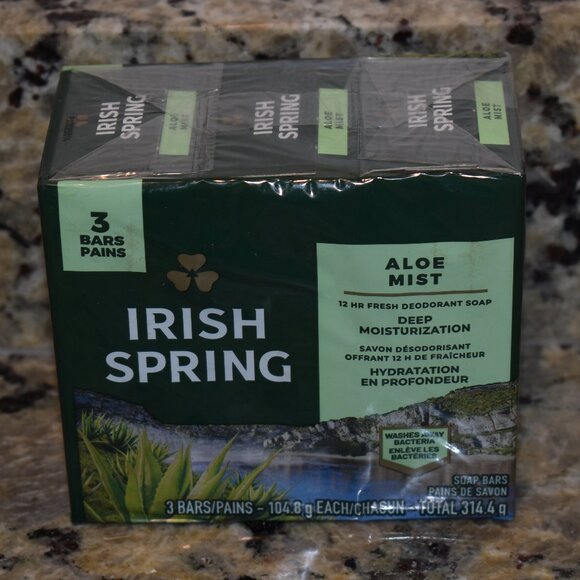 IRISH
SPRING
ALOE
MIST
IRISH
SPRING
ALOE
MIST
IRISH
SPRING
ALOE
MIST
3
BARS
PAINS
IRISH
SPRING
ALOE
MIST
12 HR FRESH DEODORANT SOAP
DEEP
MOISTURIZATION
SAVON DÉSODORISANT
OFFRANT 12 H DE FRAÎCHEUR
HYDRATATION
EN PROFONDEUR
WASHES AWAY
BACTERIA
ENLÈVE LES
BACTÉRIES
SOAP BARS
PAINS DE SAVON
3 BARS/PAINS – 104.8 g EACH/CHACUN – TOTAL 314.4 g